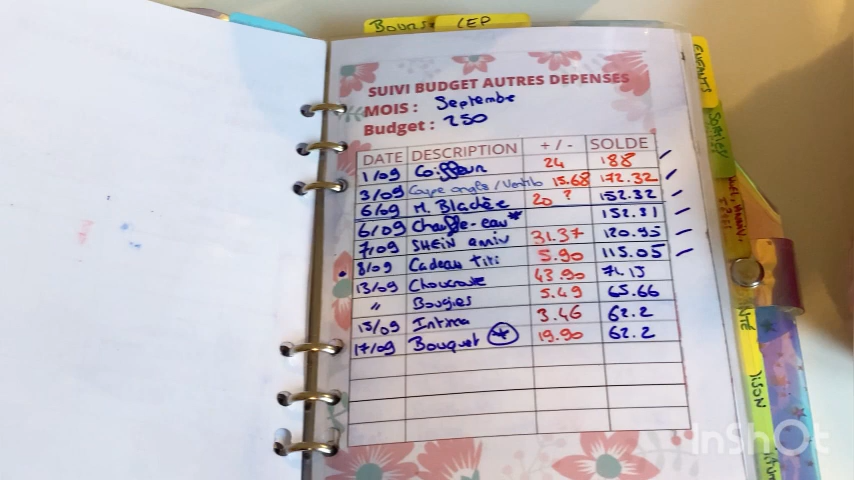 BOURS LEP
ENFANTS
SUIVI BUDGET AUTRES DEPENSES
MOIS : Septembre
Budget : 250
DATE DESCRIPTION + / - SOLDE
1/09 Coiffeur 24 188
3/09 Coupe ongle / Ventilo 15.68 172.32
6/09 M. Bladèle 20 ? 152.32
6/09 Chauffe-eau * 152.31
7/09 SHEIN 31.37 120.95
8/09 Cadeau Titi 5.90 115.05
13/09 Choucroute 43.90 71.15
" Bougies 5.49 65.66
15/09 Intima 3.46 62.2
17/09 Bouquet * 19.90 62.2
InShOt